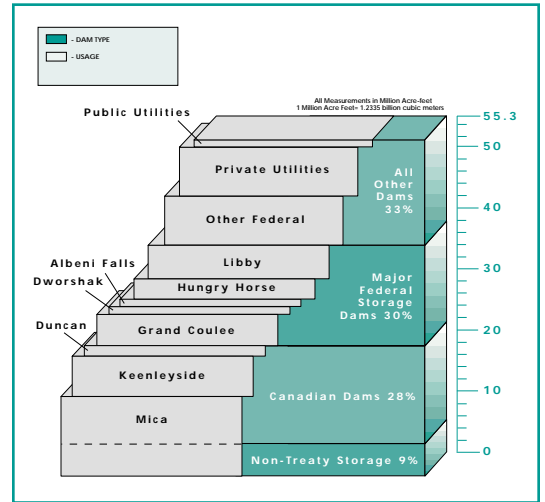 - DAM TYPE
- USAGE
All Measurements in Million Acre-feet
1 Million Acre Feet= 1.2335 billion cubic meters
Public Utilities
55.3
50
Private Utilities
All
Other
Dams
33%
Other Federal
40
Albeni Falls
Libby
30
Dworshak
Hungry Horse
Major
Federal
Storage
Dams 30%
Duncan
Grand Coulee
20
Keenleyside
Canadian Dams 28%
10
Mica
0
Non-Treaty Storage 9%